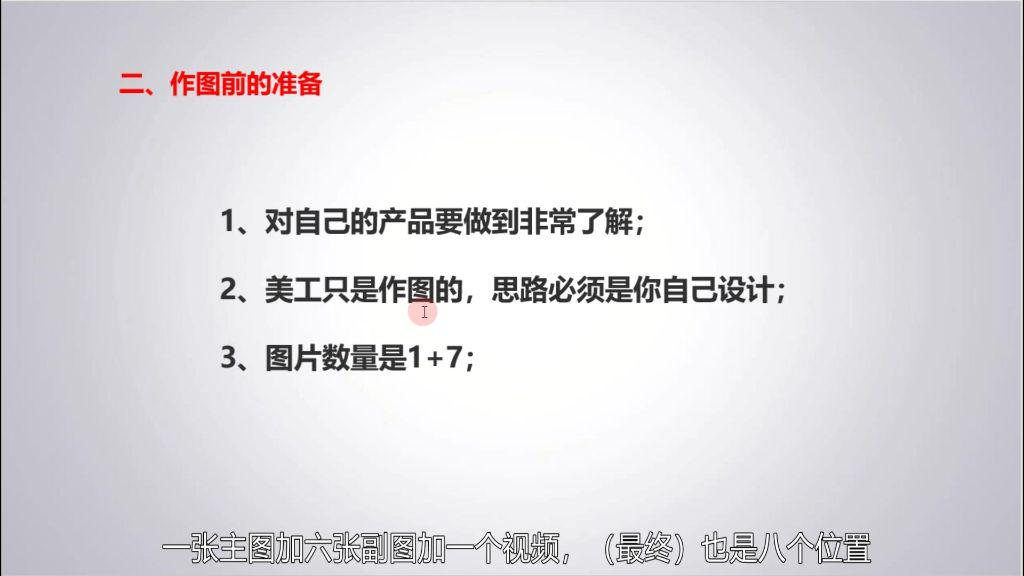 二、作图前的准备
1、对自己的产品要做到非常了解；
2、美工只是作图的，思路必须是你自己设计；
3、图片数量是1+7；
一张主图加六张副图加一个视频，（最终）也是八个位置